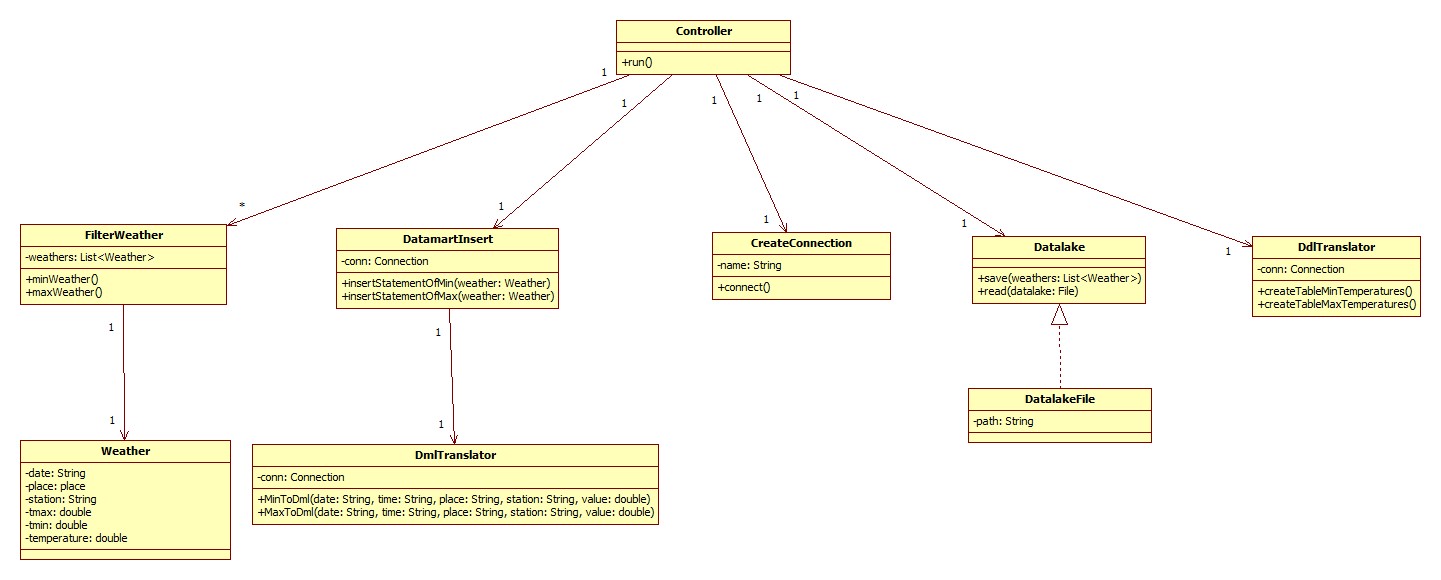 Controller
+run()
1
1
1
1
1
*
1
1
1
1
FilterWeather
-weathers: List<Weather>
+minWeather()
+maxWeather()
DatamartInsert
-conn: Connection
+insertStatementOfMin(weather: Weather)
+insertStatementOfMax(weather: Weather)
CreateConnection
-name: String
+connect()
Datalake
+save(weathers: List<Weather>)
+read(datalake: File)
DdlTranslator
-conn: Connection
+createTableMinTemperatures()
+createTableMaxTemperatures()
1
1
1
1
Weather
-date: String
-place: place
-station: String
-tmax: double
-tmin: double
-temperature: double
DmlTranslator
-conn: Connection
+MinToDml(date: String, time: String, place: String, station: String, value: double)
+MaxToDml(date: String, time: String, place: String, station: String, value: double)
DatalakeFile
-path: String